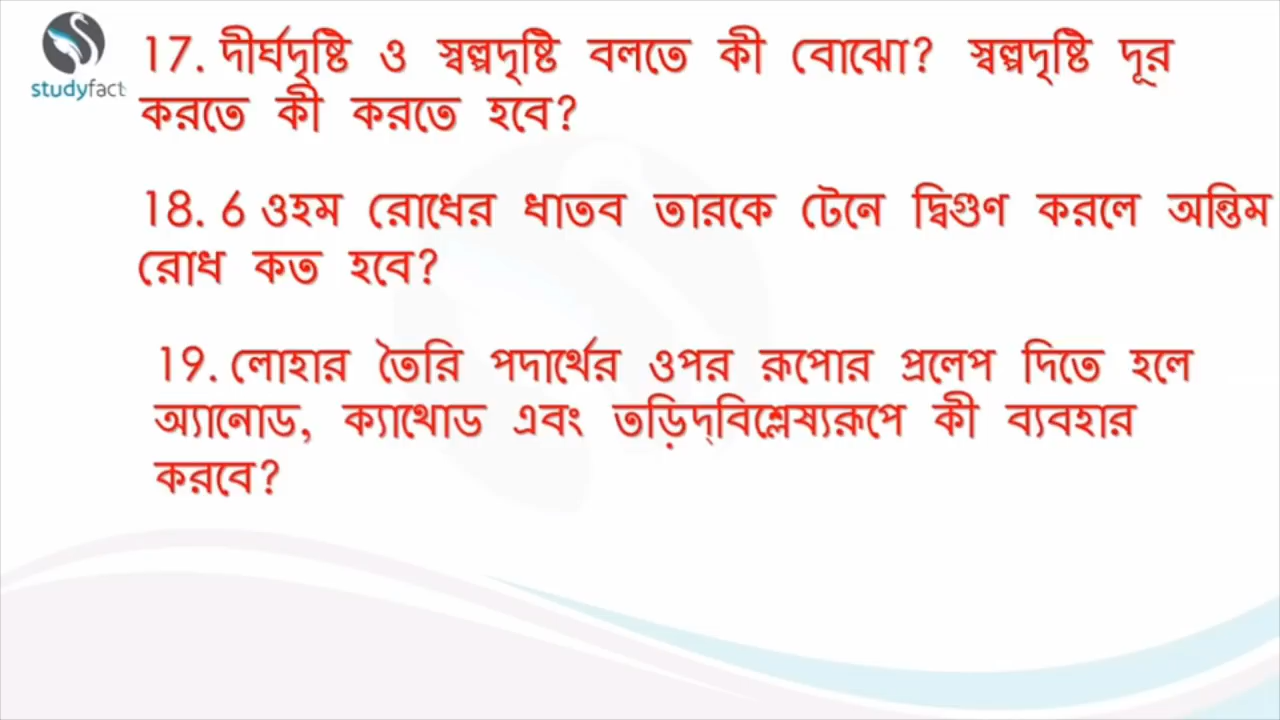 studyfact
17. দীর্ঘদৃষ্টি ও স্বল্পদৃষ্টি বলতে কী বোঝো? স্বল্পদৃষ্টি দূর
করতে কী করতে হবে?
18. 6 ওহম রোধের ধাতব তারকে টেনে দ্বিগুণ করলে অন্তিম
রোধ কত হবে?
19. লোহার তৈরি পদার্থের ওপর রূপোর প্রলেপ দিতে হলে
অ্যানোড, ক্যাথোড এবং তড়িদ্‌বিশ্লেষ্যরূপে কী ব্যবহার
করবে?